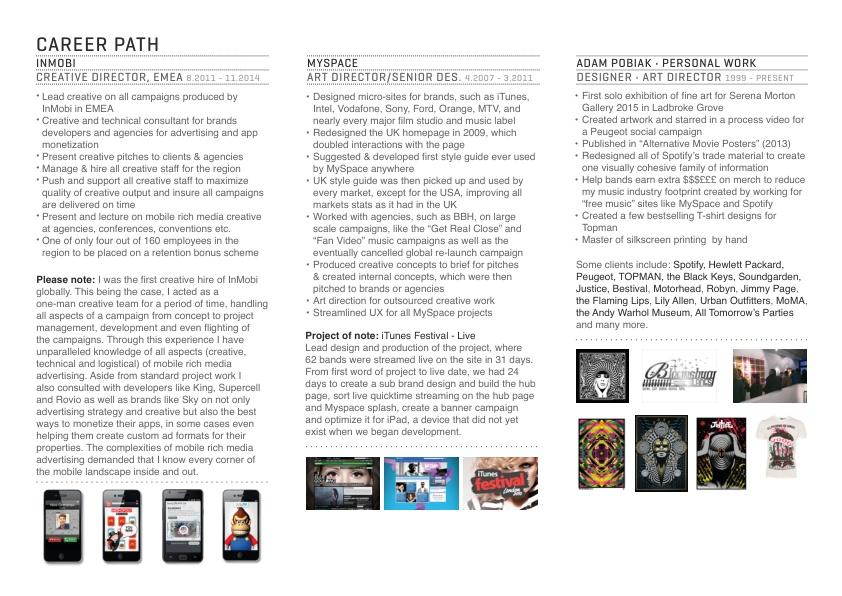 CAREER PATH
INMOBI
CREATIVE DIRECTOR, EMEA 8.2011 - 11.2014
• Lead creative on all campaigns produced by
InMobi in EMEA
• Creative and technical consultant for brands
developers and agencies for advertising and app
monetization
• Present creative pitches to clients & agencies
• Manage & hire all creative staff for the region
• Push and support all creative staff to maximize
quality of creative output and insure all campaigns
are delivered on time
• Present and lecture on mobile rich media creative
at agencies, conferences, conventions etc.
• One of only four out of 160 employees in the
region to be placed on a retention bonus scheme
Please note: I was the first creative hire of InMobi
globally. This being the case, I acted as a
one-man creative team for a period of time, handling
all aspects of a campaign from concept to project
management, development and even flighting of
the campaigns. Through this experience I have
unparalleled knowledge of all aspects (creative,
technical and logistical) of mobile rich media
advertising. Aside from standard project work I
also consulted with developers like King, Supercell
and Rovio as well as brands like Sky on not only
advertising strategy and creative but also the best
ways to monetize their apps, in some cases even
helping them create custom ad formats for their
properties. The complexities of mobile rich media
advertising demanded that I know every corner of
the mobile landscape inside and out.
MYSPACE
ART DIRECTOR/SENIOR DES. 4.2007 - 3.2011
• Designed micro-sites for brands, such as iTunes,
Intel, Vodafone, Sony, Ford, Orange, MTV, and
nearly every major film studio and music label
• Redesigned the UK homepage in 2009, which
doubled interactions with the page
• Suggested & developed first style guide ever used
by MySpace anywhere
• UK style guide was then picked up and used by
every market, except for the USA, improving all
markets stats as it had in the UK
• Worked with agencies, such as BBH, on large
scale campaigns, like the “Get Real Close” and
“Fan Video” music campaigns as well as the
eventually cancelled global re-launch campaign
• Produced creative concepts to brief for pitches
& created internal concepts, which were then
pitched to brands or agencies
• Art direction for outsourced creative work
• Streamlined UX for all MySpace projects
Project of note: iTunes Festival - Live
Lead design and production of the project, where
62 bands were streamed live on the site in 31 days.
From first word of project to live date, we had 24
days to create a sub brand design and build the hub
page, sort live quicktime streaming on the hub page
and Myspace splash, create a banner campaign
and optimize it for iPad, a device that did not yet
exist when we began development.
iTunes
festival
London
ADAM POBIAK · PERSONAL WORK
DESIGNER · ART DIRECTOR 1999 – PRESENT
• First solo exhibition of fine art for Serena Morton
Gallery 2015 in Ladbroke Grove
• Created artwork and starred in a process video for
a Peugeot social campaign
• Published in “Alternative Movie Posters” (2013)
• Redesigned all of Spotify’s trade material to create
one visually cohesive family of information
• Help bands earn extra $$$£££ on merch to reduce
my music industry footprint created by working for
“free music” sites like MySpace and Spotify
• Created a few bestselling T-shirt designs for
Topman
• Master of silkscreen printing by hand
Some clients include: Spotify, Hewlett Packard,
Peugeot, TOPMAN, the Black Keys, Soundgarden,
Justice, Bestival, Motorhead, Robyn, Jimmy Page,
the Flaming Lips, Lily Allen, Urban Outfitters, MoMA,
the Andy Warhol Museum, All Tomorrow’s Parties
and many more.
Justice